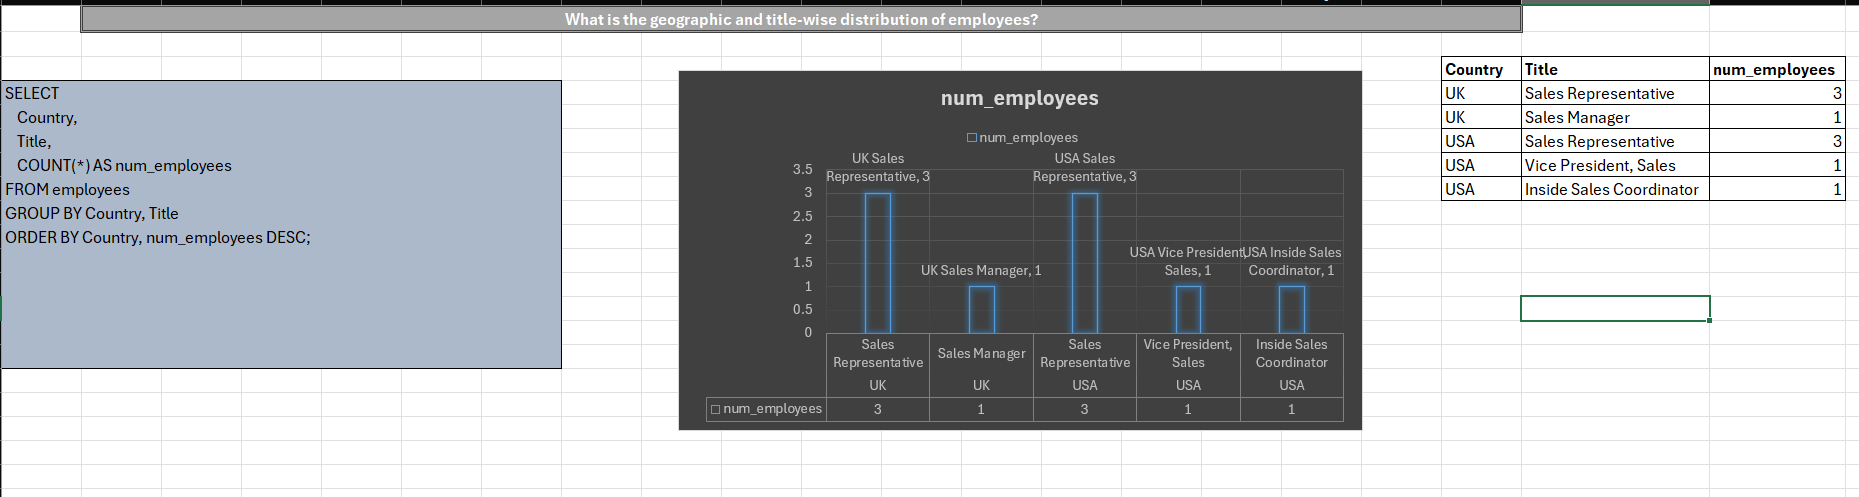 What is the geographic and title-wise distribution of employees?
SELECT
Country,
Title,
COUNT(*) AS num_employees
FROM employees
GROUP BY Country, Title
ORDER BY Country, num_employees DESC;
num_employees
num_employees
UK Sales
Representative, 3
USA Sales
Representative, 3
UK Sales Manager, 1
USA Vice President,
Sales, 1
USA Inside Sales
Coordinator, 1
3.5
3
2.5
2
1.5
1
0.5
0
Sales
Representative
Sales Manager
Sales
Representative
Vice President,
Sales
Inside Sales
Coordinator
UK UK USA USA USA
num_employees 3 1 3 1 1
Country Title num_employees
UK Sales Representative 3
UK Sales Manager 1
USA Sales Representative 3
USA Vice President, Sales 1
USA Inside Sales Coordinator 1